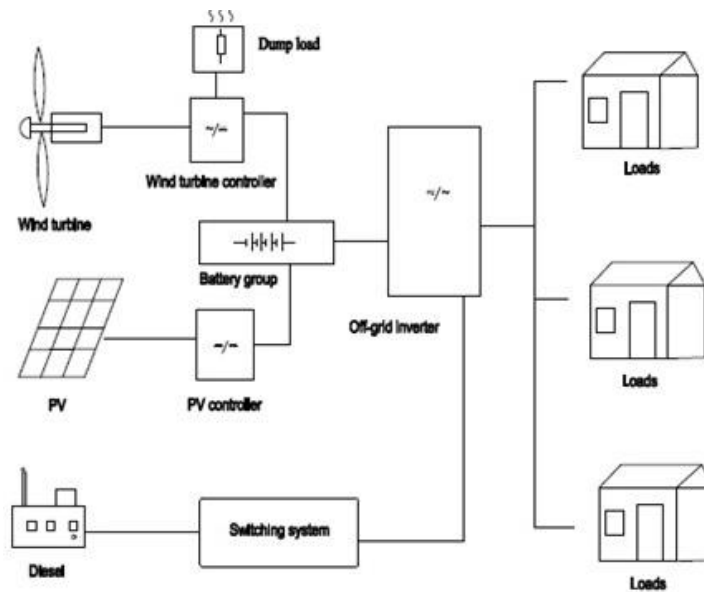 Dump load
~/~
Wind turbine controller
Wind turbine
~/~
Battery group
Off-grid inverter
~/~
PV
PV controller
Switching system
Diesel
Loads
Loads
Loads